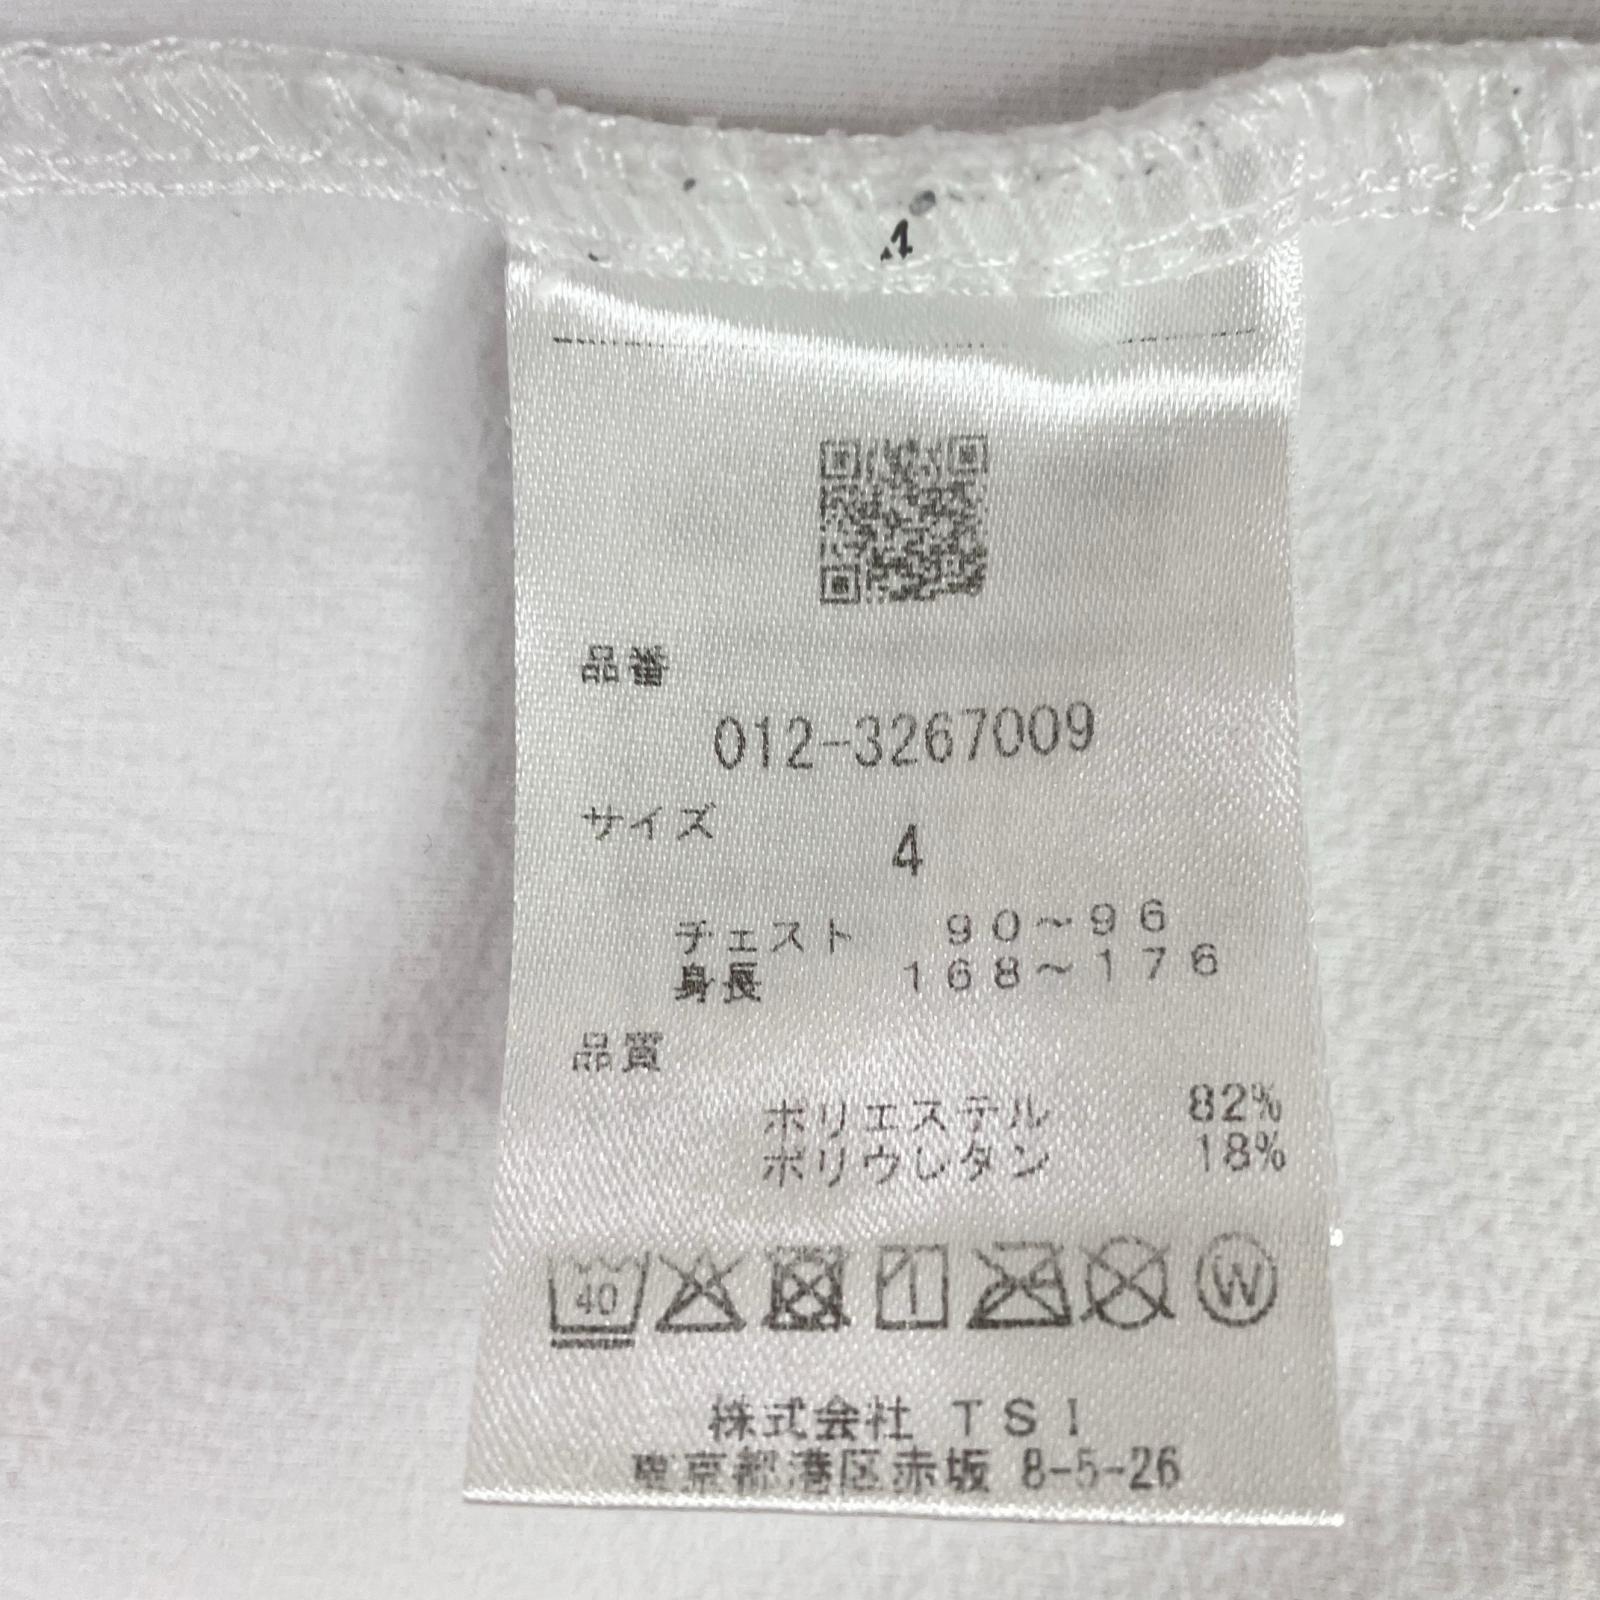 品番
012-3267009
サイズ
4
チェスト 90～96
身長 168～176
品質
ポリエステル 82%
ポリウレタン 18%
40
W
株式会社 TSI
東京都港区赤坂 8-5-26